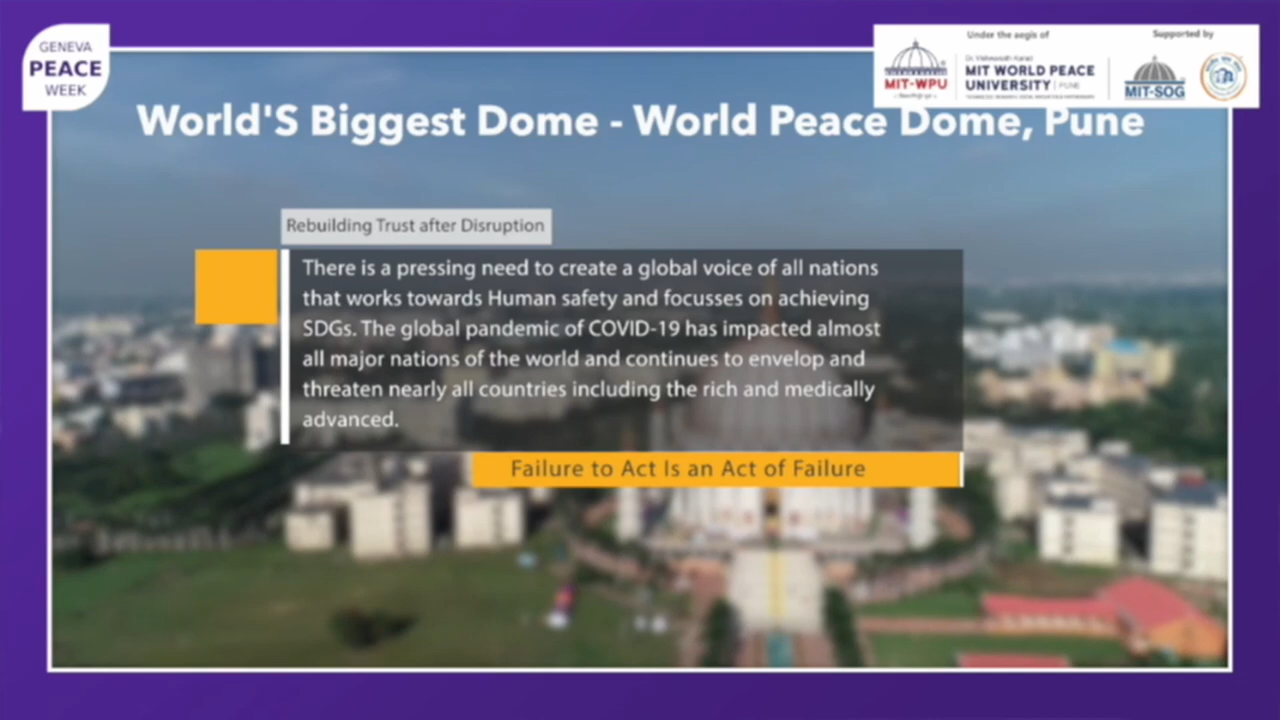 GENEVA
PEACE
WEEK
Under the aegis of
Supported by
MIT-WPU
Dr. Vishwanath Karad
MIT WORLD PEACE
UNIVERSITY | PUNE
MIT-SOG
World'S Biggest Dome - World Peace Dome, Pune
Rebuilding Trust after Disruption
There is a pressing need to create a global voice of all nations
that works towards Human safety and focusses on achieving
SDGs. The global pandemic of COVID-19 has impacted almost
all major nations of the world and continues to envelop and
threaten nearly all countries including the rich and medically
advanced.
Failure to Act Is an Act of Failure